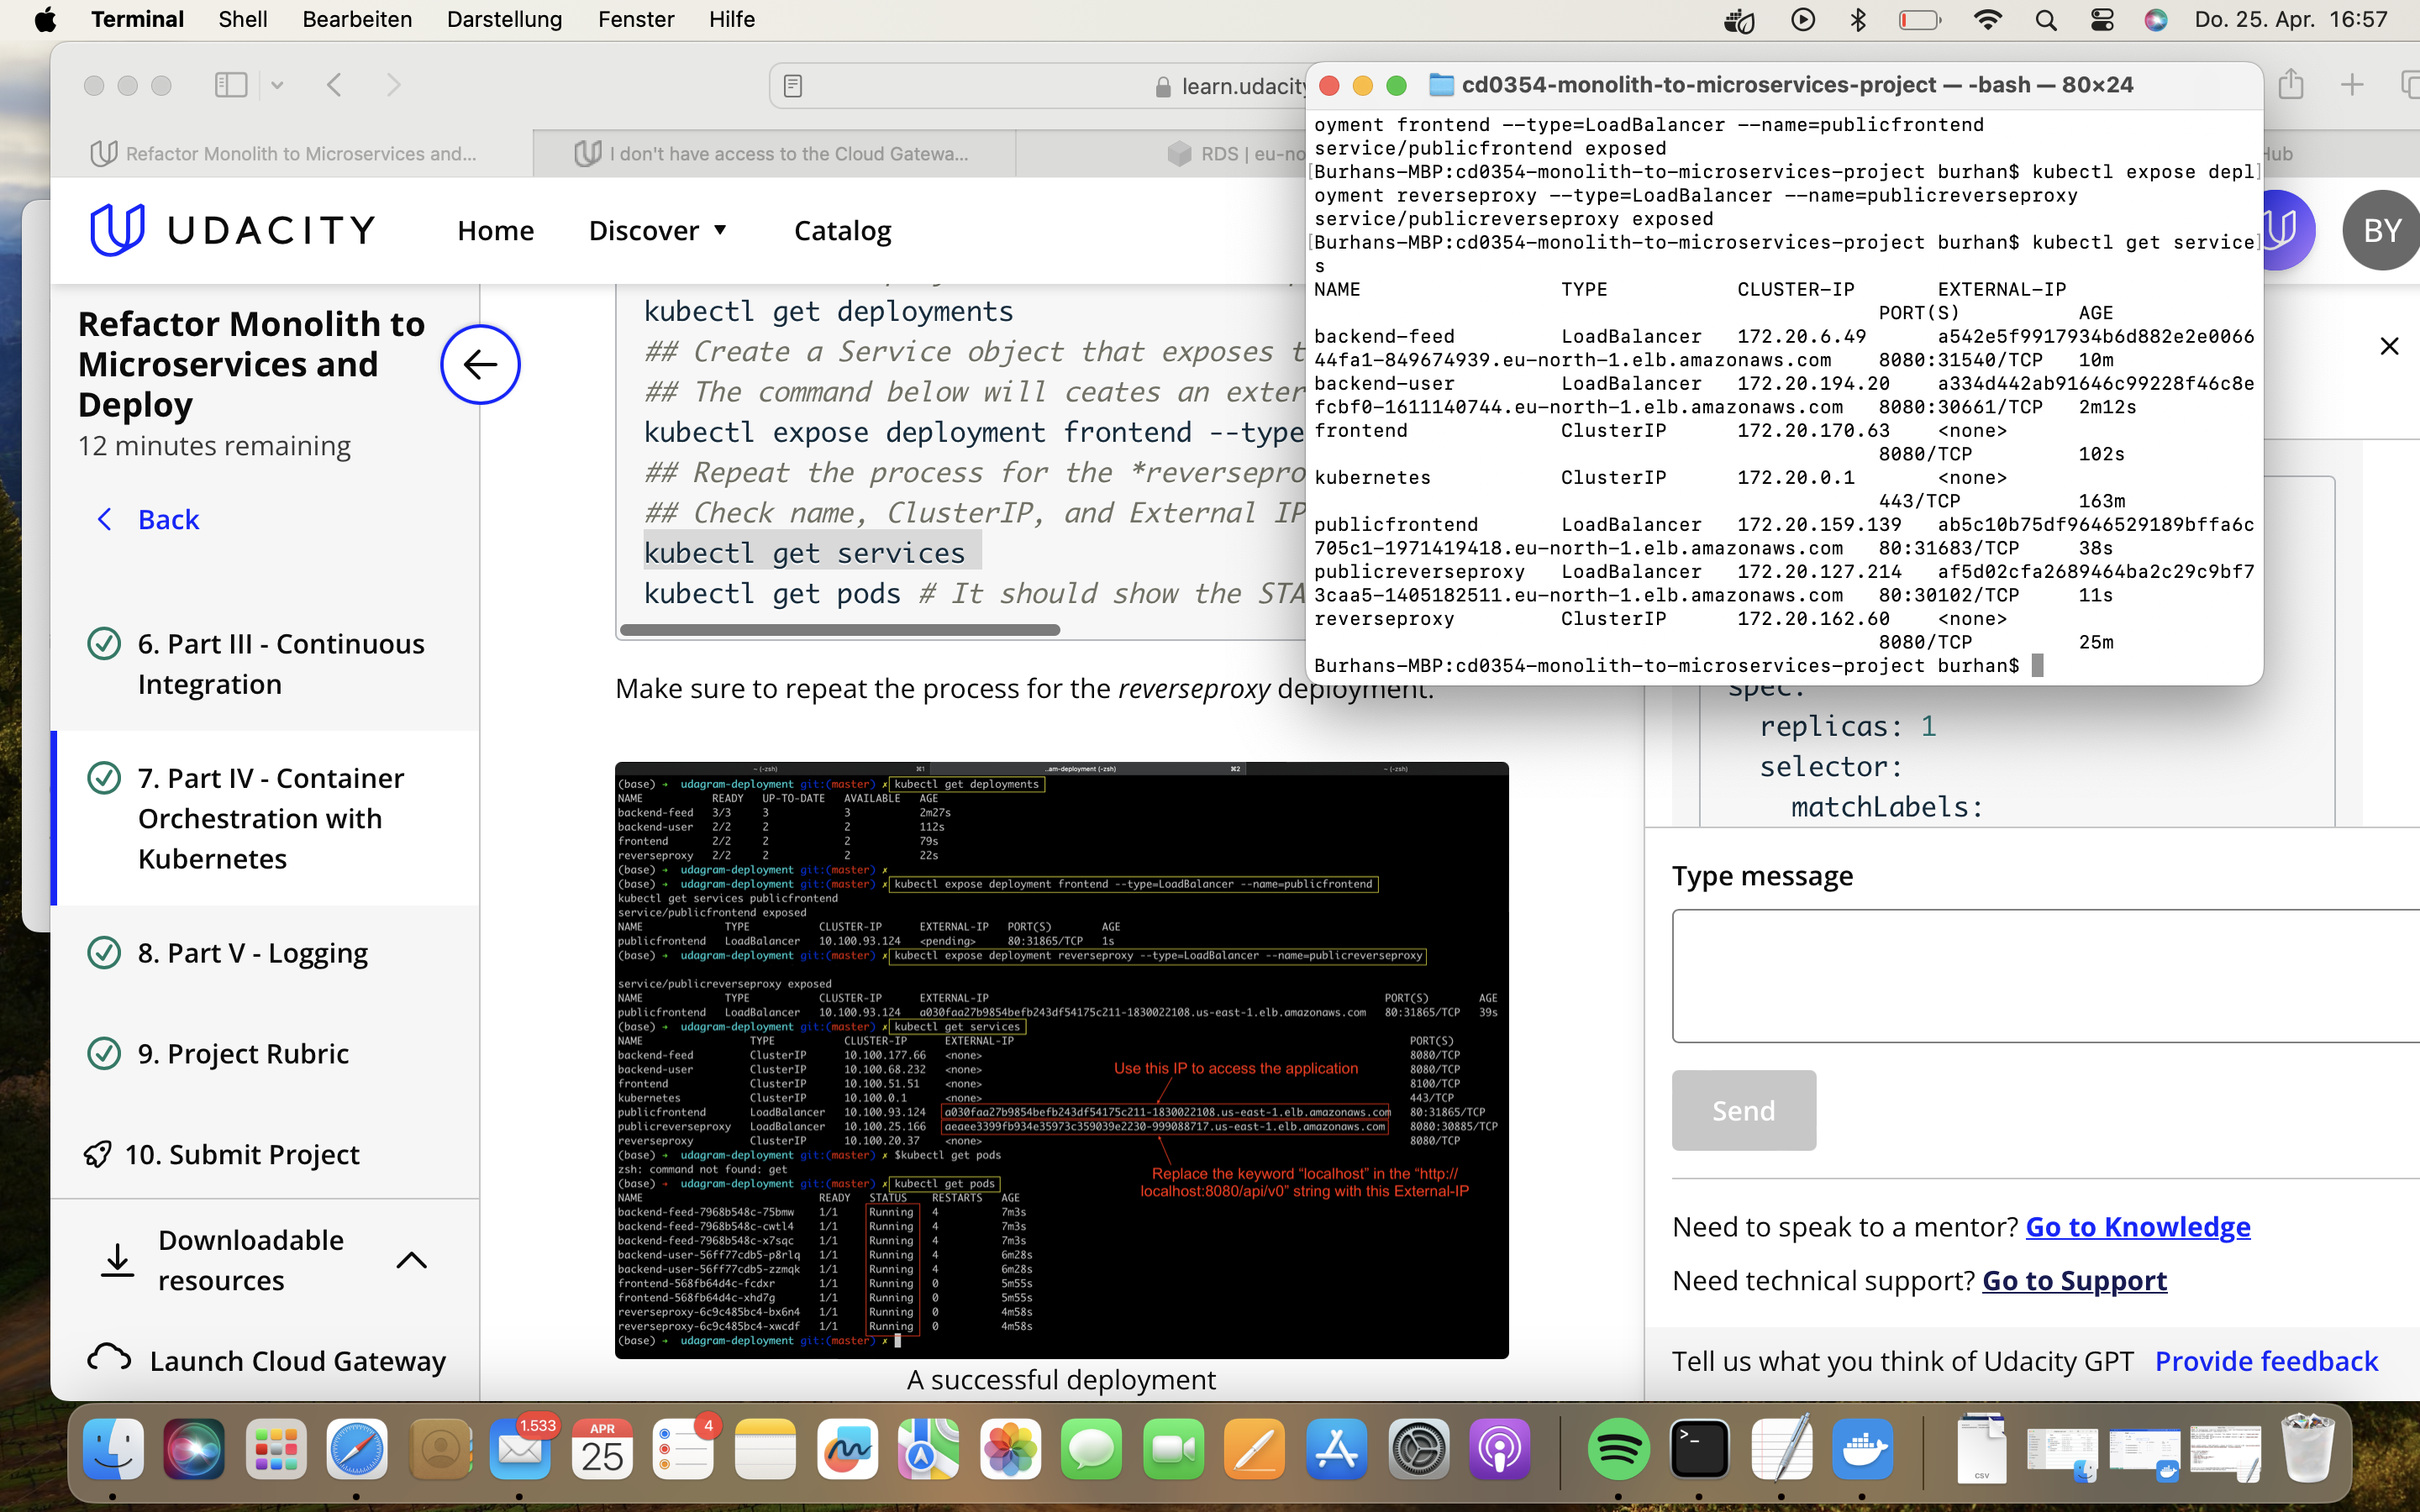 Terminal Shell Bearbeiten Darstellung Fenster Hilfe Do. 25. Apr. 16:57
learn.udacity
Refactor Monolith to Microservices and...
I don't have access to the Cloud Gatewa...
RDS | eu-no
Hub
UDACITY Home Discover Catalog
BY
Refactor Monolith to
Microservices and
Deploy
12 minutes remaining
Back
6. Part III - Continuous
Integration
7. Part IV - Container
Orchestration with
Kubernetes
8. Part V - Logging
9. Project Rubric
10. Submit Project
Downloadable
resources
Launch Cloud Gateway
kubectl get deployments
## Create a Service object that exposes t
## The command below will ceates an exter
kubectl expose deployment frontend --type
## Repeat the process for the *reversepro
## Check name, ClusterIP, and External IP
kubectl get services
kubectl get pods # It should show the STA
Make sure to repeat the process for the reverseproxy deployment.
~ (-zsh) ⌘1 ...am-deployment (-zsh) ⌘2 ~ (-zsh)
(base) → udagram-deployment git:(master) ✗ kubectl get deployments
NAME READY UP-TO-DATE AVAILABLE AGE
backend-feed 3/3 3 3 2m27s
backend-user 2/2 2 2 112s
frontend 2/2 2 2 79s
reverseproxy 2/2 2 2 22s
(base) → udagram-deployment git:(master) ✗
(base) → udagram-deployment git:(master) ✗ kubectl expose deployment frontend --type=LoadBalancer --name=publicfrontend
kubectl get services publicfrontend
service/publicfrontend exposed
NAME TYPE CLUSTER-IP EXTERNAL-IP PORT(S) AGE
publicfrontend LoadBalancer 10.100.93.124 <pending> 80:31865/TCP 1s
(base) → udagram-deployment git:(master) ✗ kubectl expose deployment reverseproxy --type=LoadBalancer --name=publicreverseproxy
service/publicreverseproxy exposed
NAME TYPE CLUSTER-IP EXTERNAL-IP PORT(S) AGE
publicfrontend LoadBalancer 10.100.93.124 a030faa27b9854befb243df54175c211-1830022108.us-east-1.elb.amazonaws.com 80:31865/TCP 39s
(base) → udagram-deployment git:(master) ✗ kubectl get services
NAME TYPE CLUSTER-IP EXTERNAL-IP PORT(S)
backend-feed ClusterIP 10.100.177.66 <none> 8080/TCP
backend-user ClusterIP 10.100.68.232 <none> 8080/TCP
frontend ClusterIP 10.100.51.51 <none> 8100/TCP
kubernetes ClusterIP 10.100.0.1 <none> 443/TCP
publicfrontend LoadBalancer 10.100.93.124 a030faa27b9854befb243df54175c211-1830022108.us-east-1.elb.amazonaws.com 80:31865/TCP
publicreverseproxy LoadBalancer 10.100.25.166 aeaee3399fb934e35973c359039e2230-999088717.us-east-1.elb.amazonaws.com 8080:30885/TCP
reverseproxy ClusterIP 10.100.20.37 <none> 8080/TCP
Use this IP to access the application
(base) → udagram-deployment git:(master) ✗ $kubectl get pods
zsh: command not found: get
Replace the keyword "localhost" in the "http://
localhost:8080/api/v0" string with this External-IP
(base) → udagram-deployment git:(master) ✗ kubectl get pods
NAME READY STATUS RESTARTS AGE
backend-feed-7968b548c-75bmw 1/1 Running 4 7m3s
backend-feed-7968b548c-cwtl4 1/1 Running 4 7m3s
backend-feed-7968b548c-x7sqc 1/1 Running 4 7m3s
backend-user-56ff77cdb5-p8rlq 1/1 Running 4 6m28s
backend-user-56ff77cdb5-zzmqk 1/1 Running 4 6m28s
frontend-568fb64d4c-fcdxr 1/1 Running 0 5m55s
frontend-568fb64d4c-xhd7g 1/1 Running 0 5m55s
reverseproxy-6c9c485bc4-bx6n4 1/1 Running 0 4m58s
reverseproxy-6c9c485bc4-xwcdf 1/1 Running 0 4m58s
(base) → udagram-deployment git:(master) ✗
A successful deployment
cd0354-monolith-to-microservices-project — -bash — 80×24
oyment frontend --type=LoadBalancer --name=publicfrontend
service/publicfrontend exposed
[Burhans-MBP:cd0354-monolith-to-microservices-project burhan$ kubectl expose depl]
oyment reverseproxy --type=LoadBalancer --name=publicreverseproxy
service/publicreverseproxy exposed
[Burhans-MBP:cd0354-monolith-to-microservices-project burhan$ kubectl get service]
s
NAME TYPE CLUSTER-IP EXTERNAL-IP
PORT(S) AGE
backend-feed LoadBalancer 172.20.6.49 a542e5f9917934b6d882e2e0066
44fa1-849674939.eu-north-1.elb.amazonaws.com 8080:31540/TCP 10m
backend-user LoadBalancer 172.20.194.20 a334d442ab91646c99228f46c8e
fcbf0-1611140744.eu-north-1.elb.amazonaws.com 8080:30661/TCP 2m12s
frontend ClusterIP 172.20.170.63 <none>
8080/TCP 102s
kubernetes ClusterIP 172.20.0.1 <none>
443/TCP 163m
publicfrontend LoadBalancer 172.20.159.139 ab5c10b75df9646529189bffa6c
705c1-1971419418.eu-north-1.elb.amazonaws.com 80:31683/TCP 38s
publicreverseproxy LoadBalancer 172.20.127.214 af5d02cfa2689464ba2c29c9bf7
3caa5-1405182511.eu-north-1.elb.amazonaws.com 80:30102/TCP 11s
reverseproxy ClusterIP 172.20.162.60 <none>
8080/TCP 25m
Burhans-MBP:cd0354-monolith-to-microservices-project burhan$
spec:
replicas: 1
selector:
matchLabels:
Type message
Send
Need to speak to a mentor? Go to Knowledge
Need technical support? Go to Support
Tell us what you think of Udacity GPT Provide feedback
1.533
APR
25
4
>_
CSV